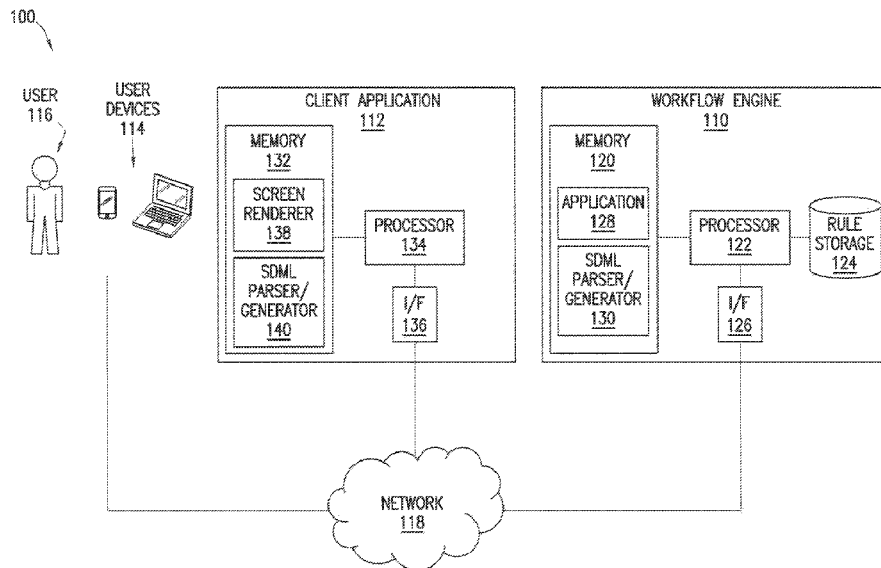 100
USER
116
USER
DEVICES
114
CLIENT APPLICATION
112
MEMORY
132
SCREEN
RENDERER
138
SDML
PARSER/
GENERATOR
140
PROCESSOR
134
I/F
136
WORKFLOW ENGINE
110
MEMORY
120
APPLICATION
128
SDML
PARSER/
GENERATOR
130
PROCESSOR
122
I/F
126
RULE
STORAGE
124
NETWORK
118